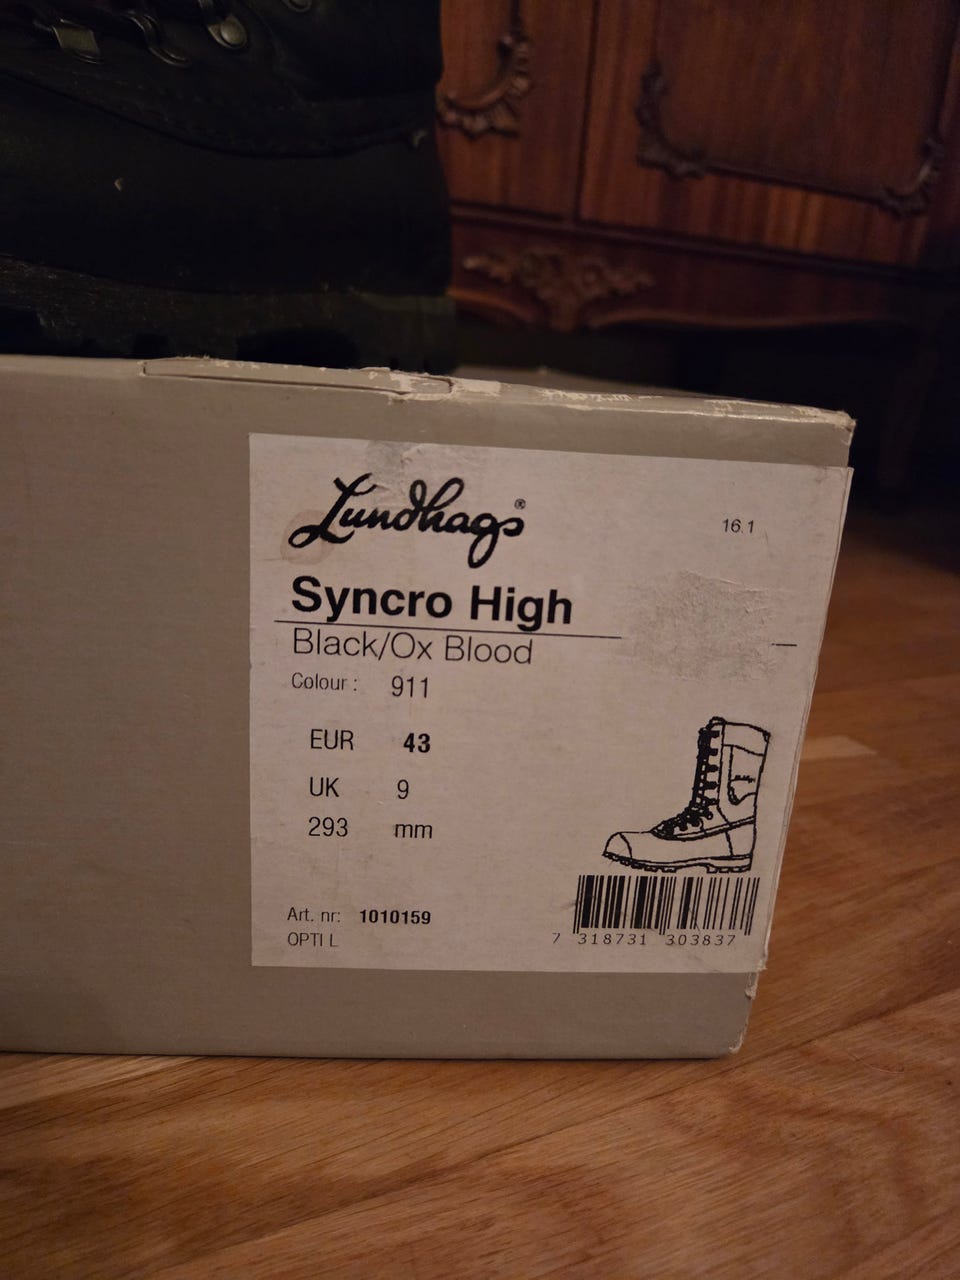 Lundhags®
16.1
Syncro High
Black/Ox Blood
Colour: 911
EUR 43
UK 9
293 mm
Art. nr: 1010159
OPTI L
7 318731 303837